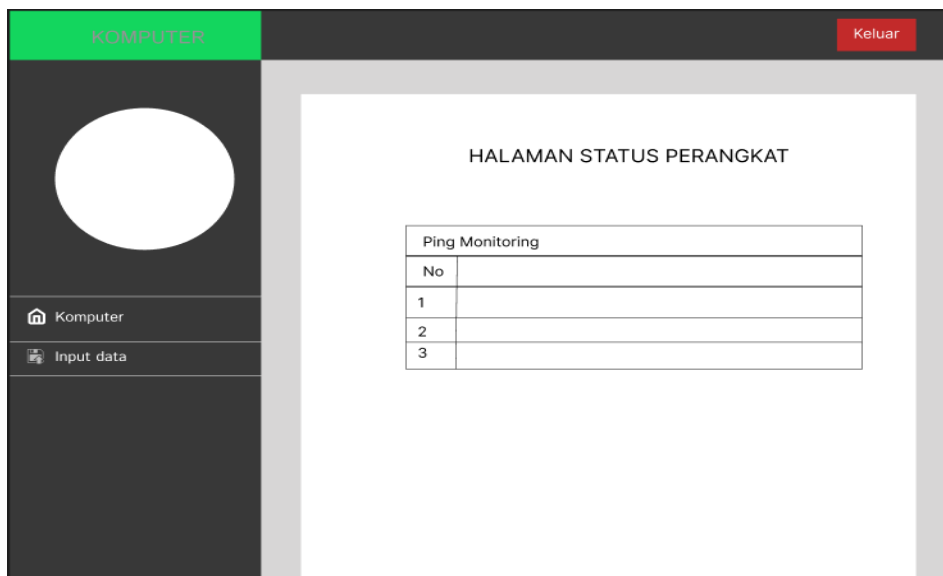 KOMPUTER
Keluar
Komputer
Input data
HALAMAN STATUS PERANGKAT
Ping Monitoring
No
1
2
3